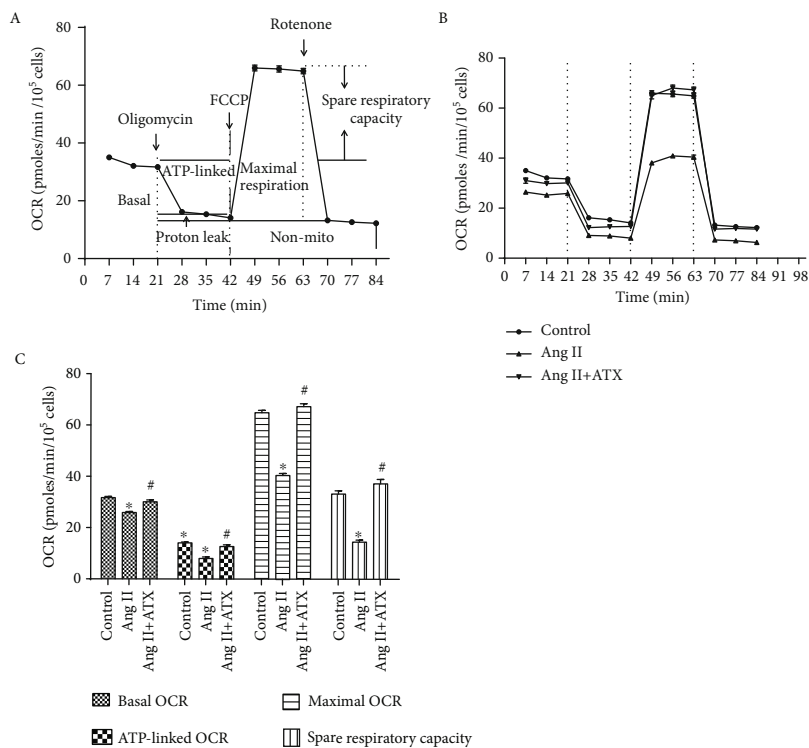 A
OCR (pmoles/min /10⁵ cells)
80
60
40
20
0
Rotenone
FCCP
Oligomycin
Spare respiratory
capacity
ATP-linked
Maximal
respiration
Basal
Proton leak
Non-mito
0 7 14 21 28 35 42 49 56 63 70 77 84
Time (min)
B
OCR (pmoles /min/10⁵ cells)
80
60
40
20
0
0 7 14 21 28 35 42 49 56 63 70 77 84 91 98
Time (min)
Control
Ang II
Ang II+ATX
C
OCR (pmoles/min/10⁵ cells)
80
60
40
20
0
* #
* * #
* #
* #
Control Ang II Ang II+ATX Control Ang II Ang II+ATX Control Ang II Ang II+ATX Control Ang II Ang II+ATX
Basal OCR
Maximal OCR
ATP-linked OCR
Spare respiratory capacity